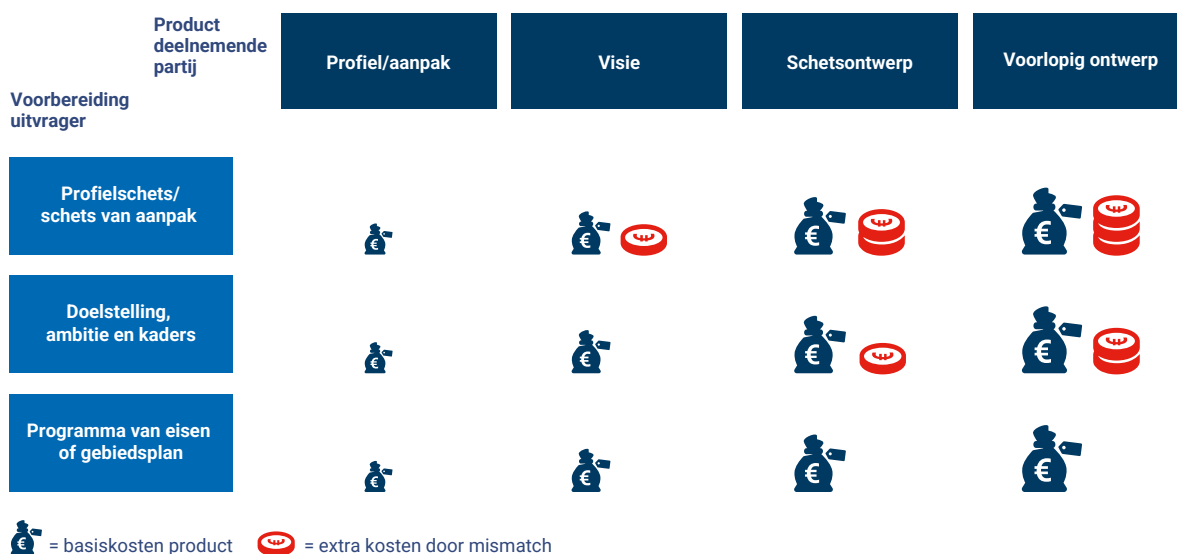 Product
deelnemende
partij
Voorbereiding
uitvrager
Profiel/aanpak
Visie
Schetsontwerp
Voorlopig ontwerp
Profielschets/
schets van aanpak
€
€
€
€
Doelstelling,
ambitie en kaders
€
€
€
€
Programma van eisen
of gebiedsplan
€
€
€
€
€ = basiskosten product
= extra kosten door mismatch